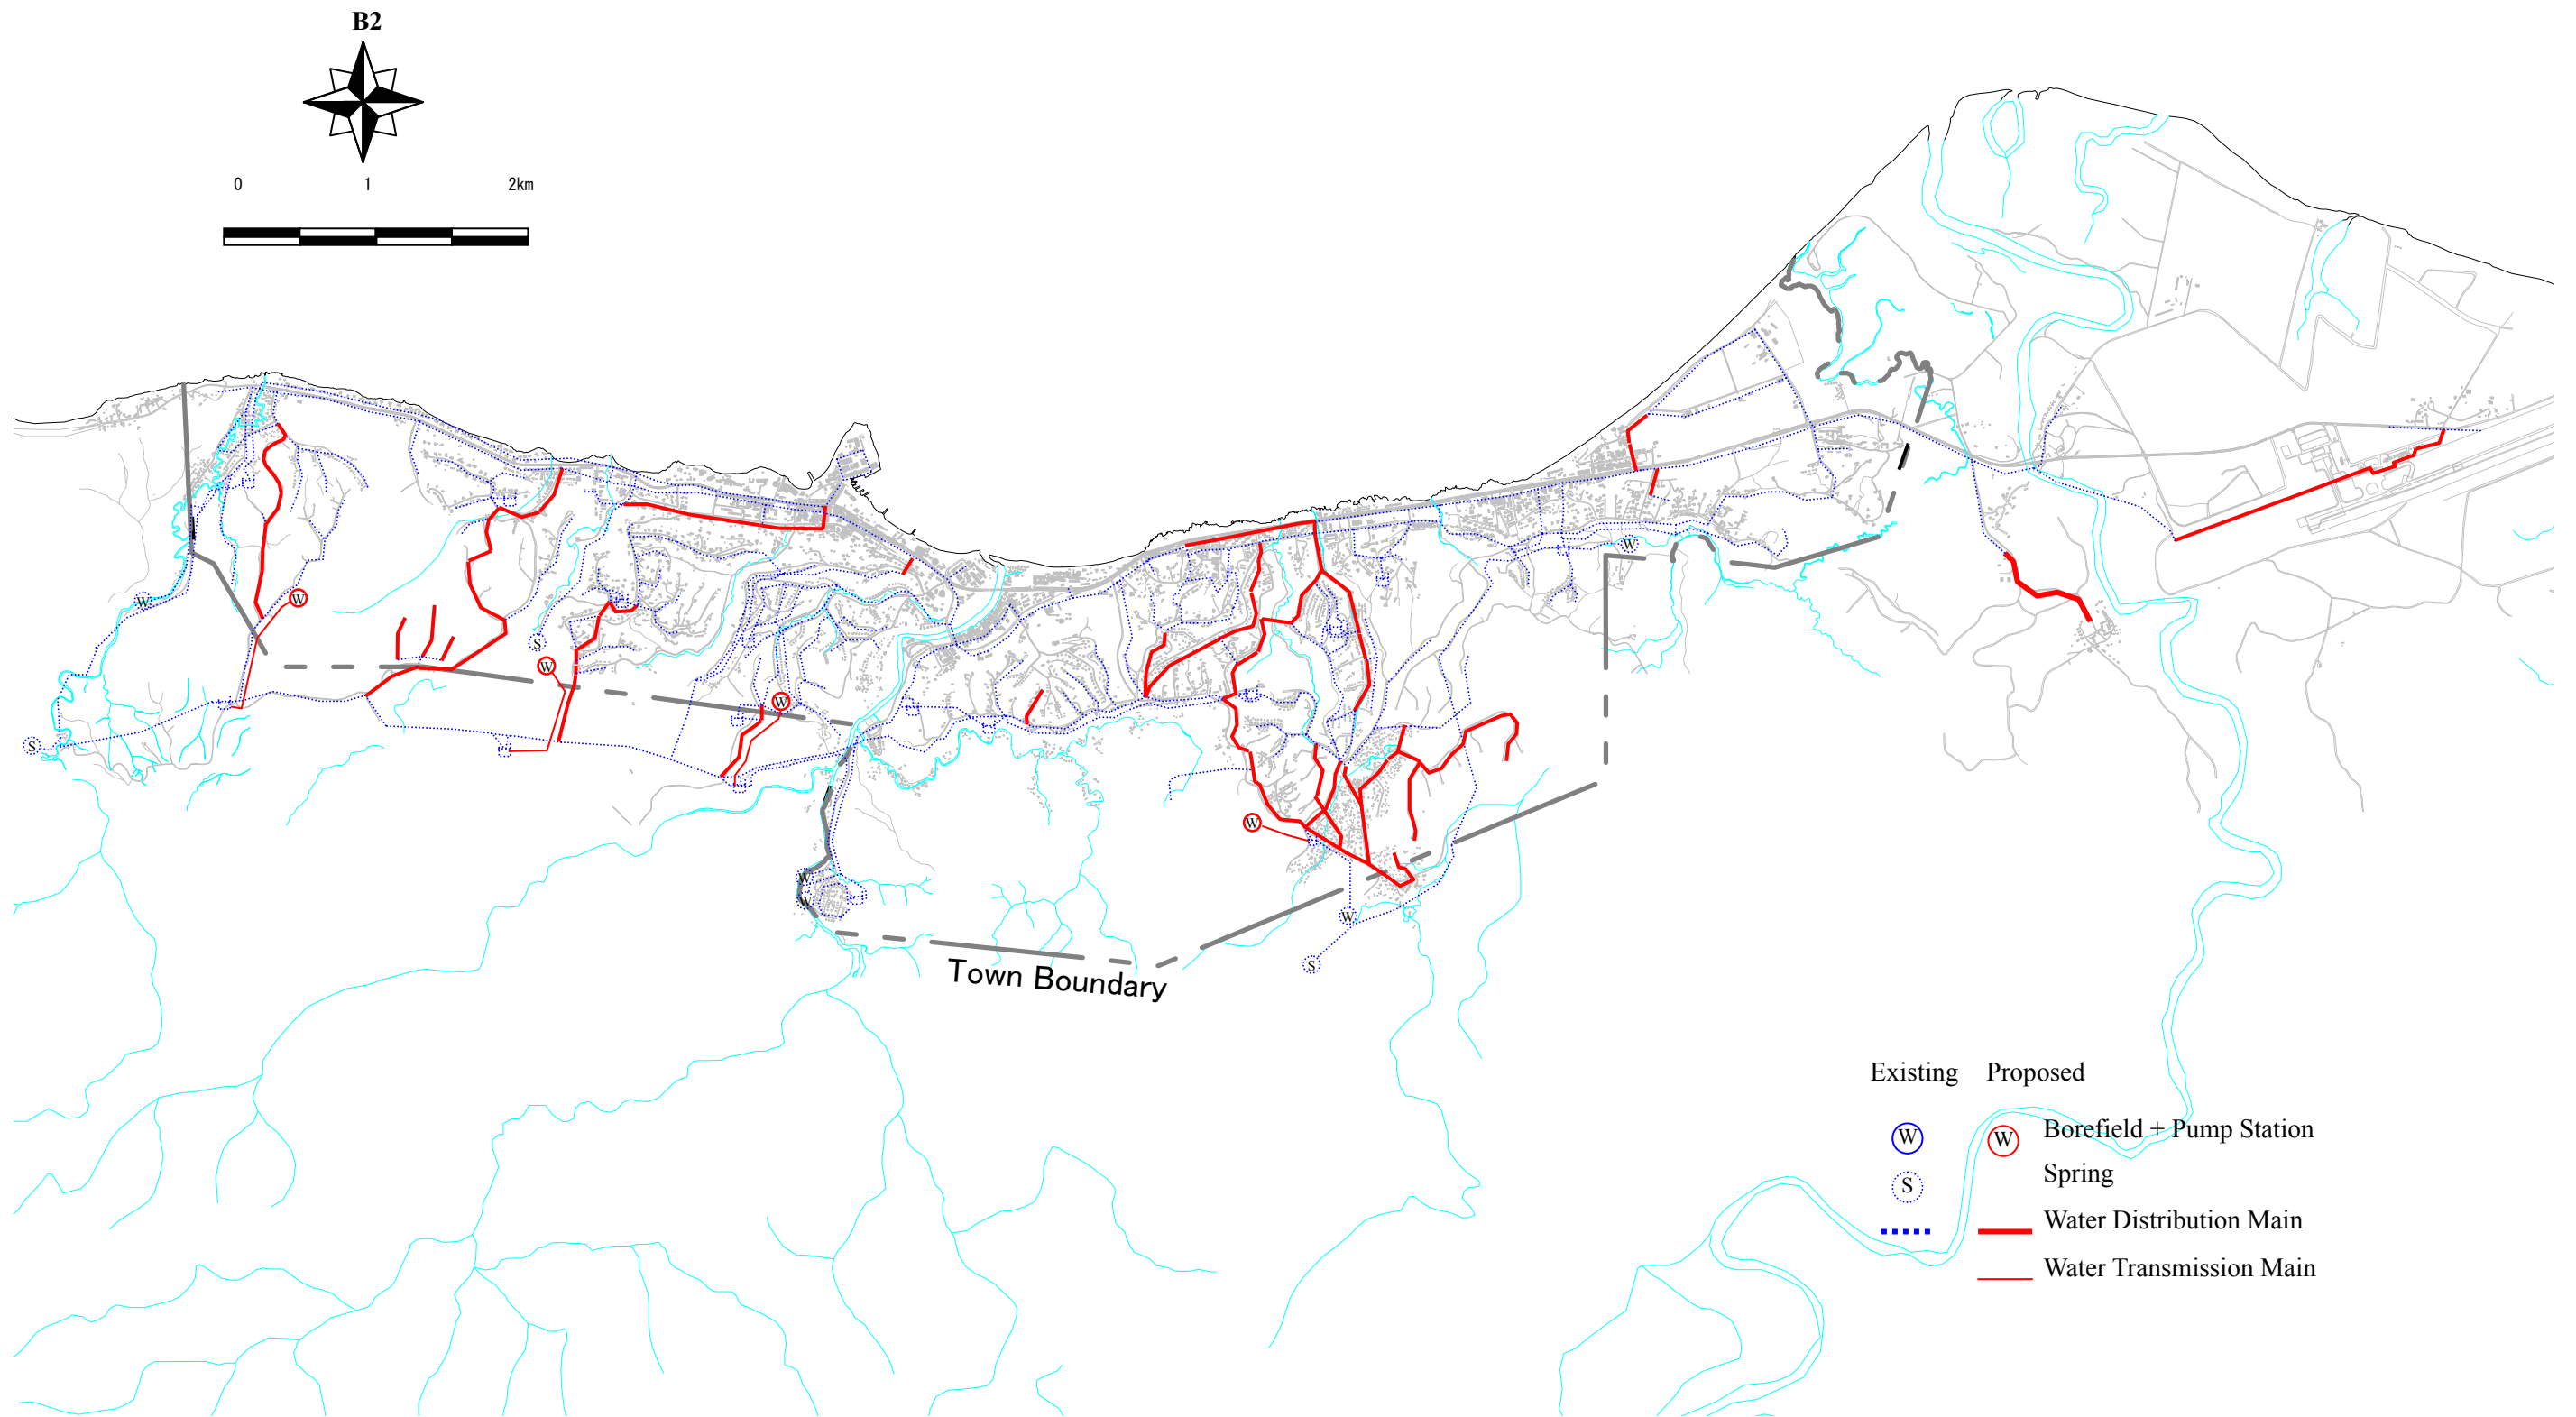 B2
0 1 2km
W
W
S
W
S
W
W
W
W
W
W
S
W
Town Boundary
Existing Proposed
W W Borefield + Pump Station
S Spring
Water Distribution Main
Water Transmission Main